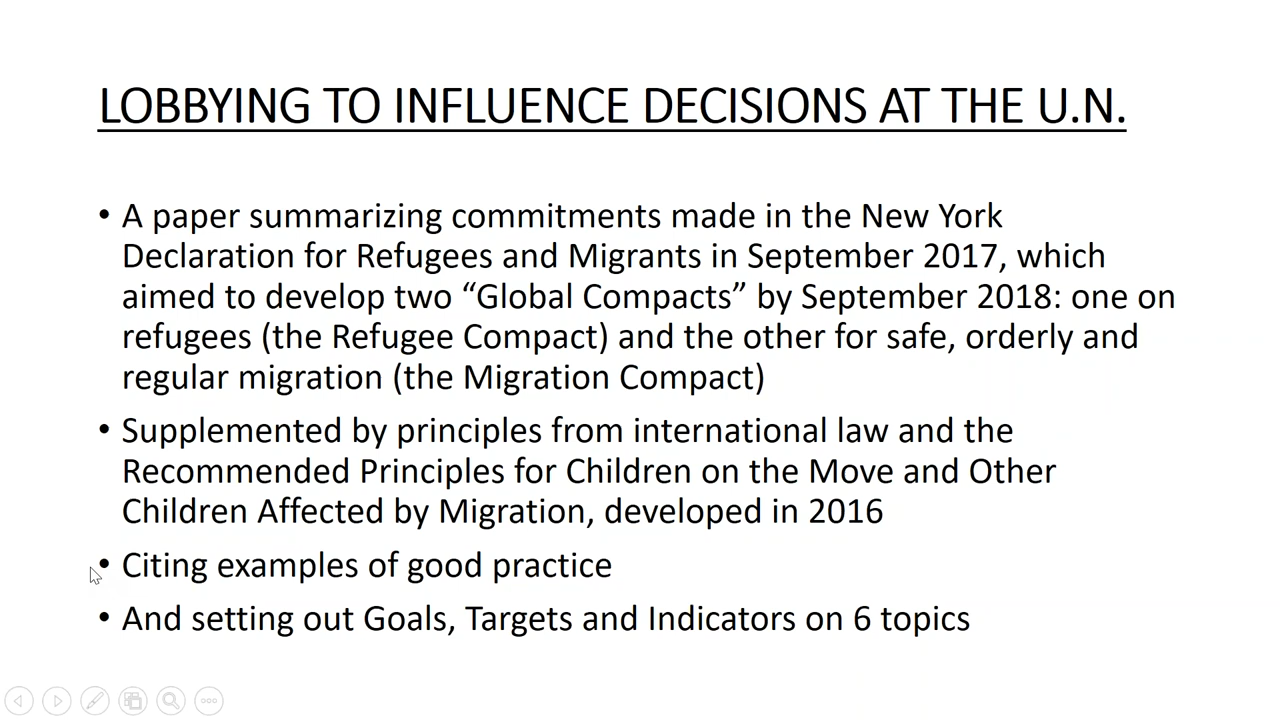 LOBBYING TO INFLUENCE DECISIONS AT THE U.N.
• A paper summarizing commitments made in the New York
Declaration for Refugees and Migrants in September 2017, which
aimed to develop two “Global Compacts” by September 2018: one on
refugees (the Refugee Compact) and the other for safe, orderly and
regular migration (the Migration Compact)
• Supplemented by principles from international law and the
Recommended Principles for Children on the Move and Other
Children Affected by Migration, developed in 2016
• Citing examples of good practice
• And setting out Goals, Targets and Indicators on 6 topics